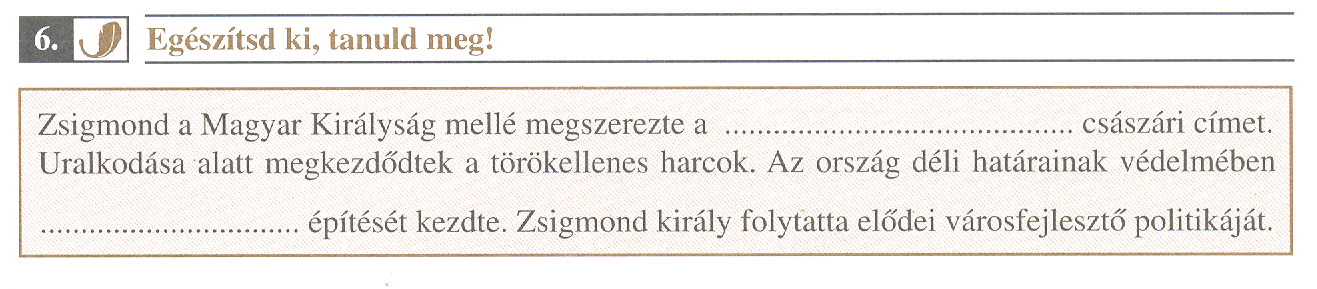 6. Egészítsd ki, tanuld meg!
Zsigmond a Magyar Királyság mellé megszerezte a .................................................. császári címet.
Uralkodása alatt megkezdődtek a törökellenes harcok. Az ország déli határainak védelmében
............................... építését kezdte. Zsigmond király folytatta elődei városfejlesztő politikáját.